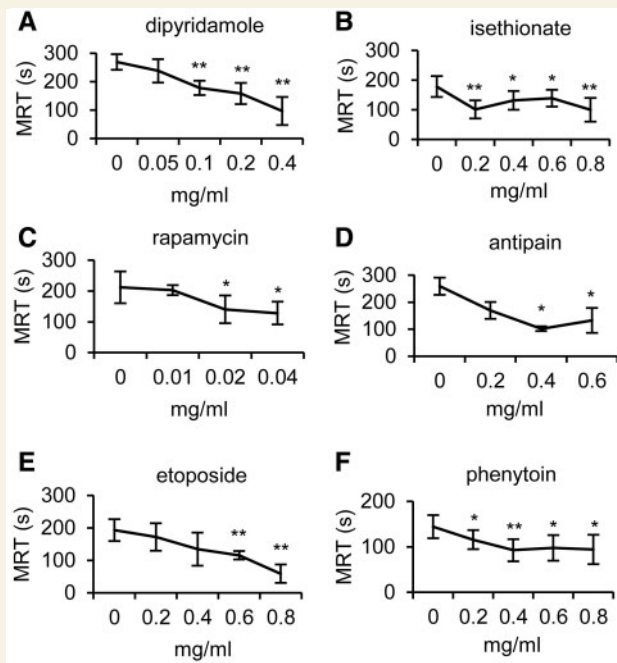 A
dipyridamole
MRT (s)
300
200
100
0
** ** **
0 0.05 0.1 0.2 0.4
mg/ml
B
isethionate
MRT (s)
300
200
100
0
** * * **
0 0.2 0.4 0.6 0.8
mg/ml
C
rapamycin
MRT (s)
300
200
100
0
* *
0 0.01 0.02 0.04
mg/ml
D
antipain
MRT (s)
300
200
100
0
* *
0 0.2 0.4 0.6
mg/ml
E
etoposide
MRT (s)
300
200
100
0
** **
0 0.2 0.4 0.6 0.8
mg/ml
F
phenytoin
MRT (s)
200
100
0
* ** * *
0 0.2 0.4 0.6 0.8
mg/ml